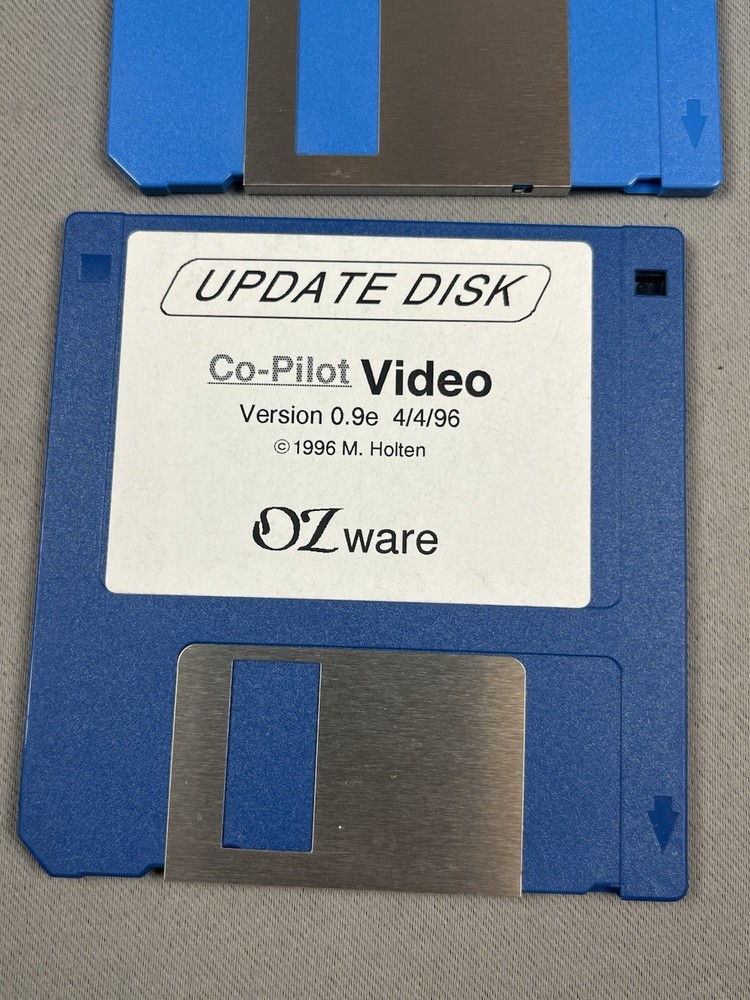 UPDATE DISK
Co-Pilot Video
Version 0.9e 4/4/96
© 1996 M. Holten
OZware